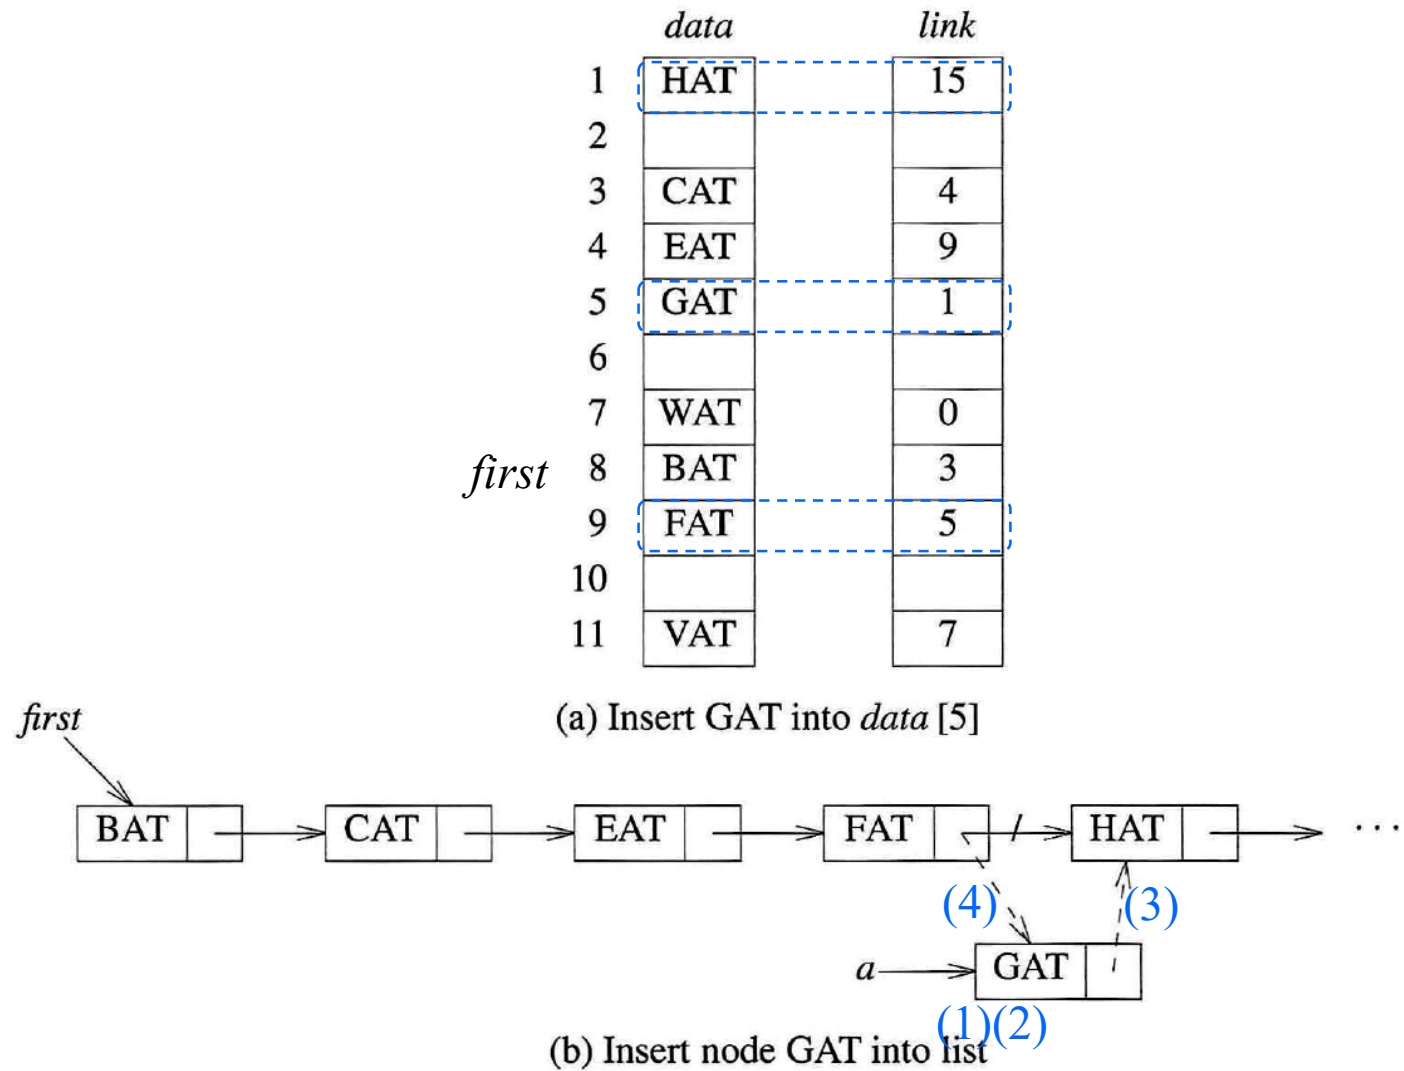 data link
1 HAT 15
2
3 CAT 4
4 EAT 9
5 GAT 1
6
7 WAT 0
first 8 BAT 3
9 FAT 5
10
11 VAT 7
(a) Insert GAT into data [5]
first
BAT CAT EAT FAT HAT ...
(4) (3)
a GAT
(1)(2)
(b) Insert node GAT into list